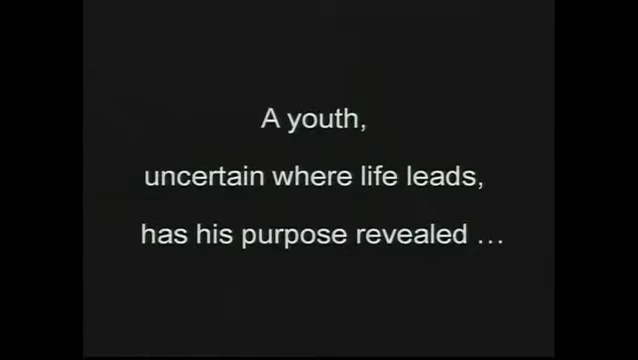 A youth,
uncertain where life leads,
has his purpose revealed …